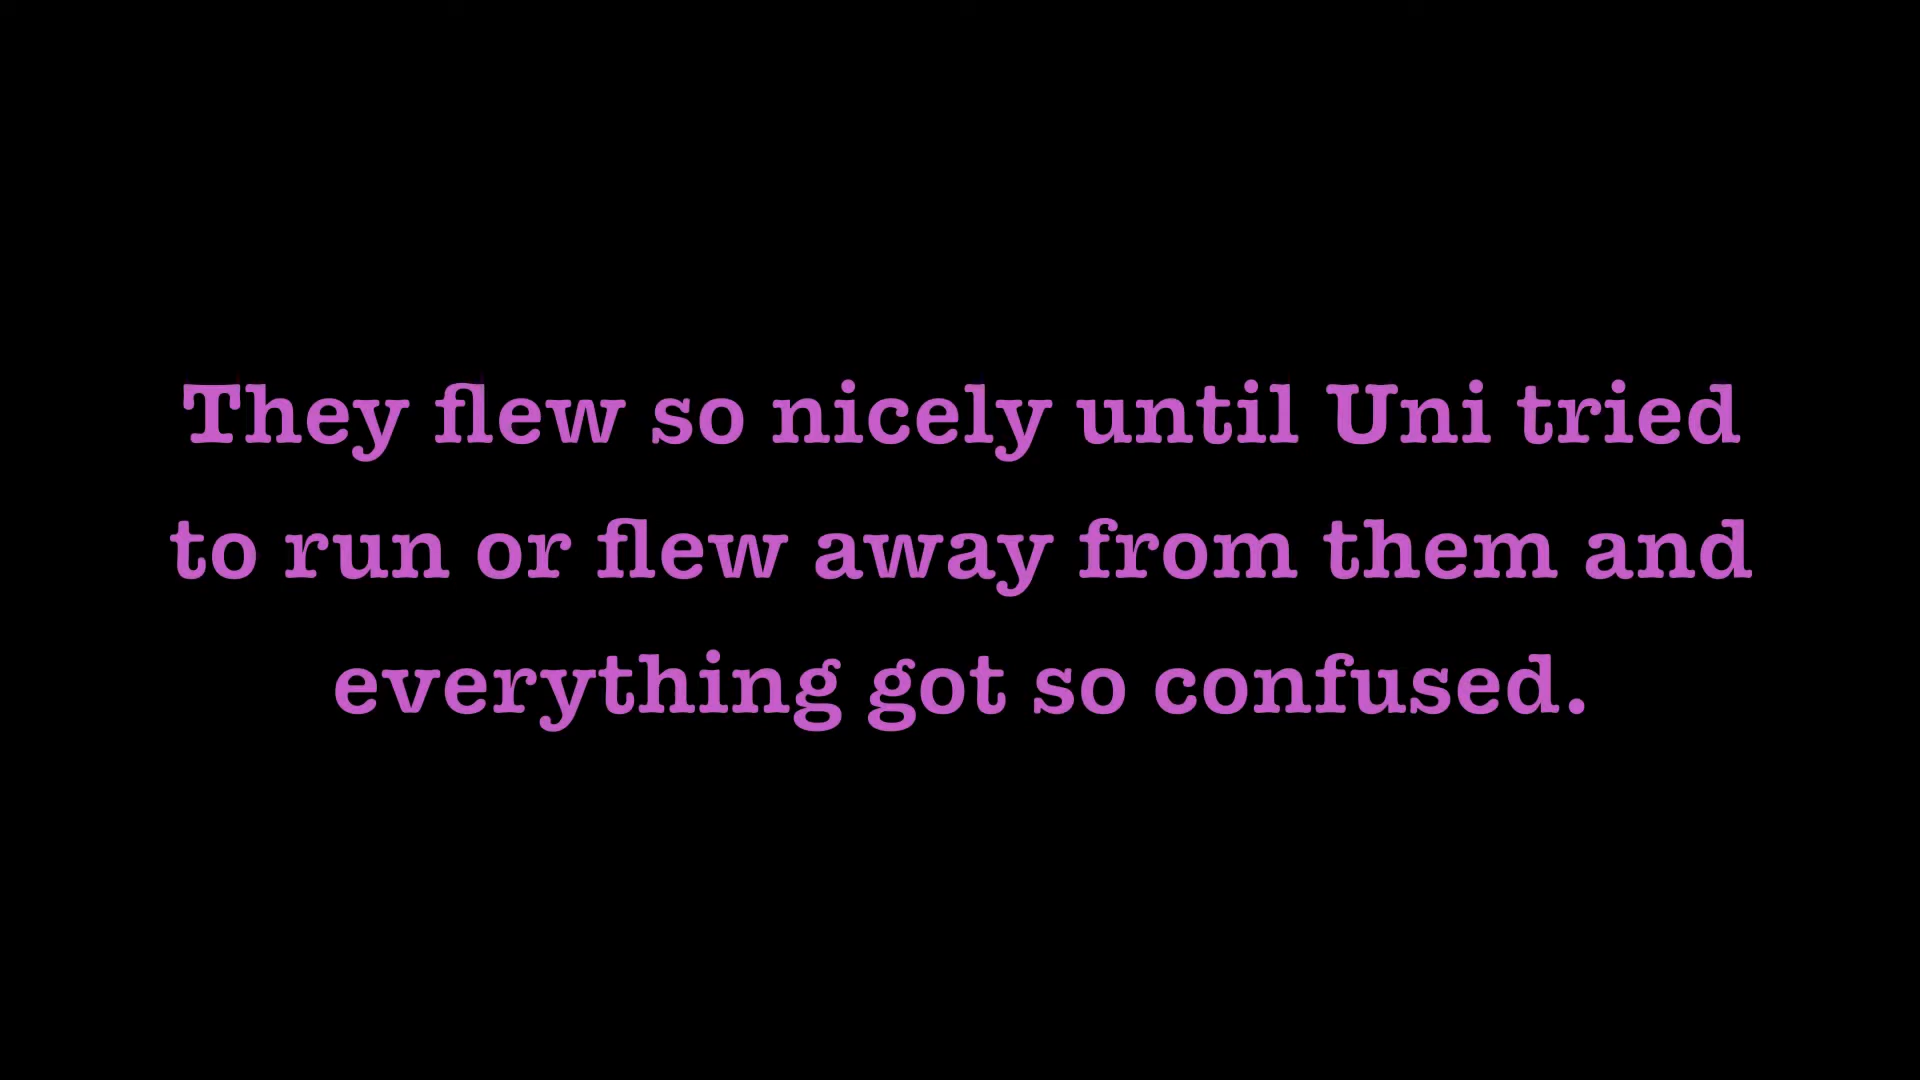 They flew so nicely until Uni tried
to run or flew away from them and
everything got so confused.